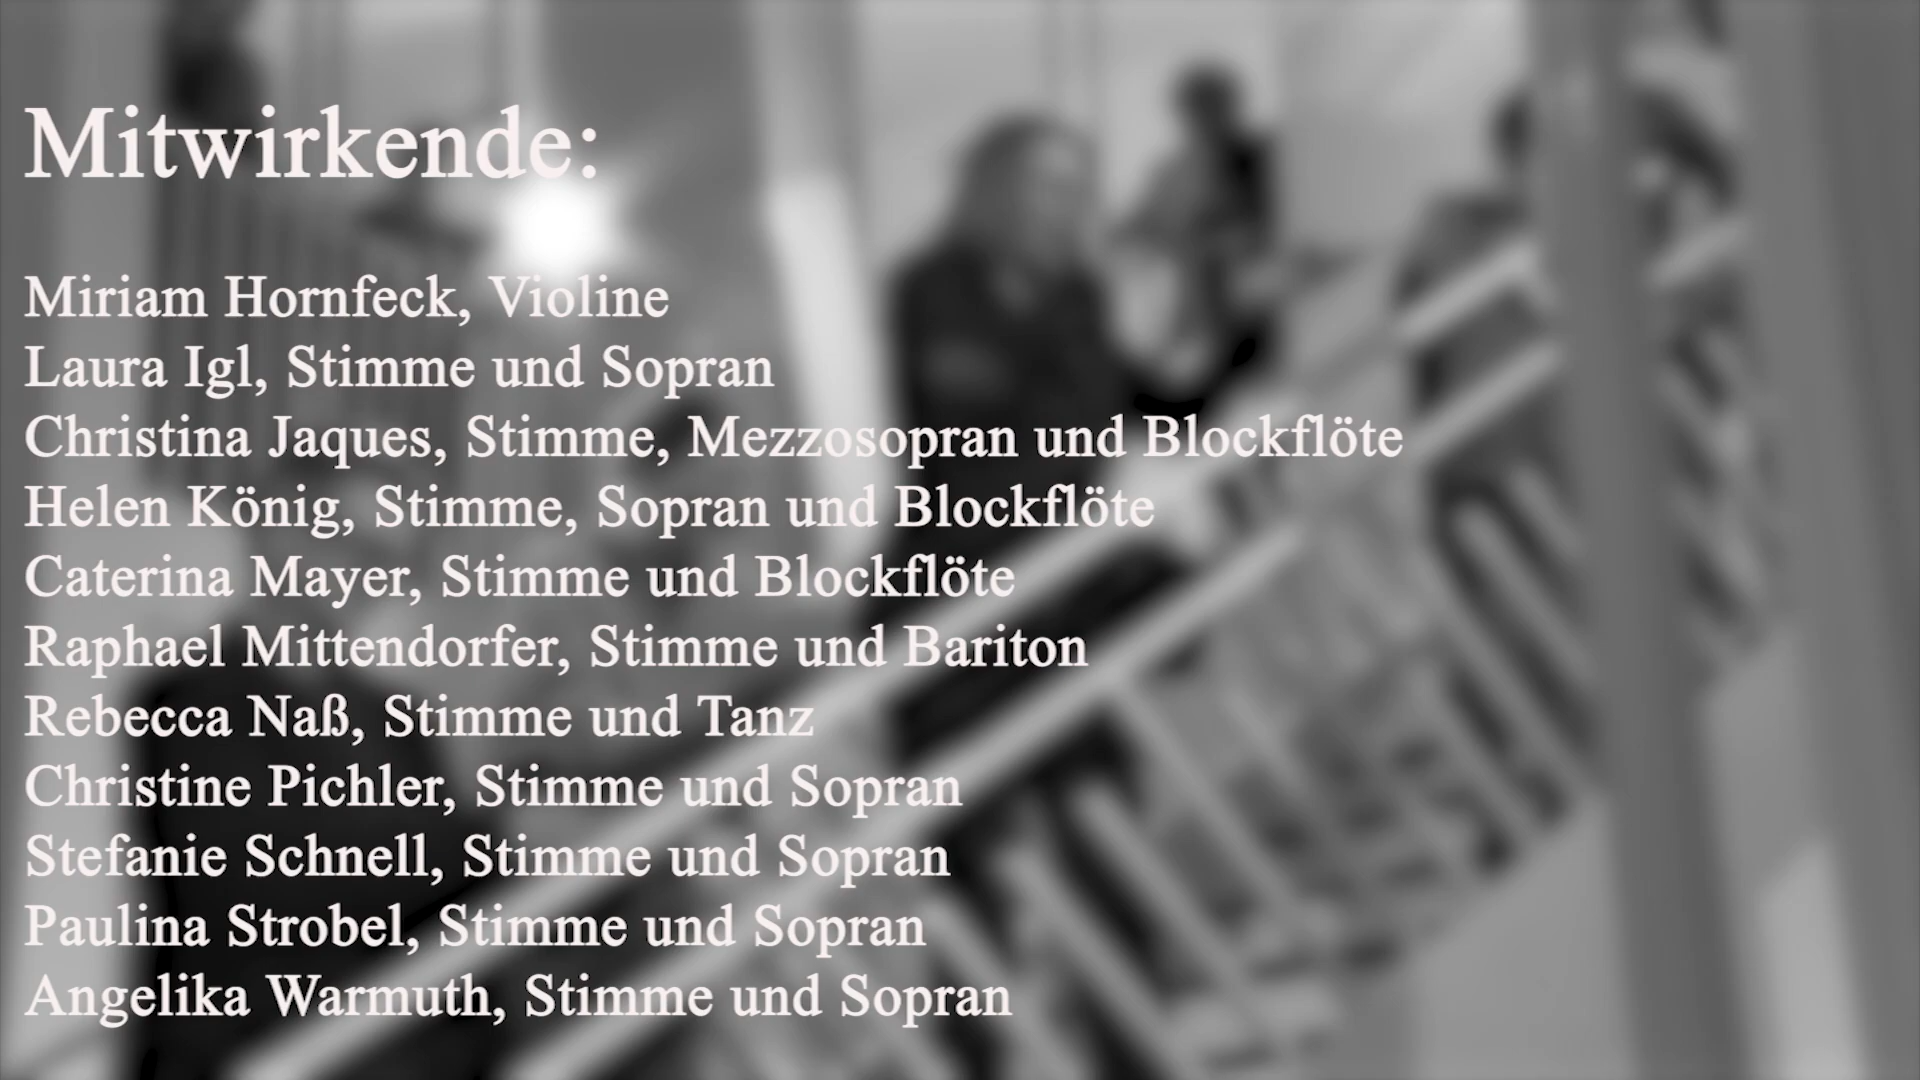 Mitwirkende:
Miriam Hornfeck, Violine
Laura Igl, Stimme und Sopran
Christina Jaques, Stimme, Mezzosopran und Blockflöte
Helen König, Stimme, Sopran und Blockflöte
Caterina Mayer, Stimme und Blockflöte
Raphael Mittendorfer, Stimme und Bariton
Rebecca Naß, Stimme und Tanz
Christine Pichler, Stimme und Sopran
Stefanie Schnell, Stimme und Sopran
Paulina Strobel, Stimme und Sopran
Angelika Warmuth, Stimme und Sopran